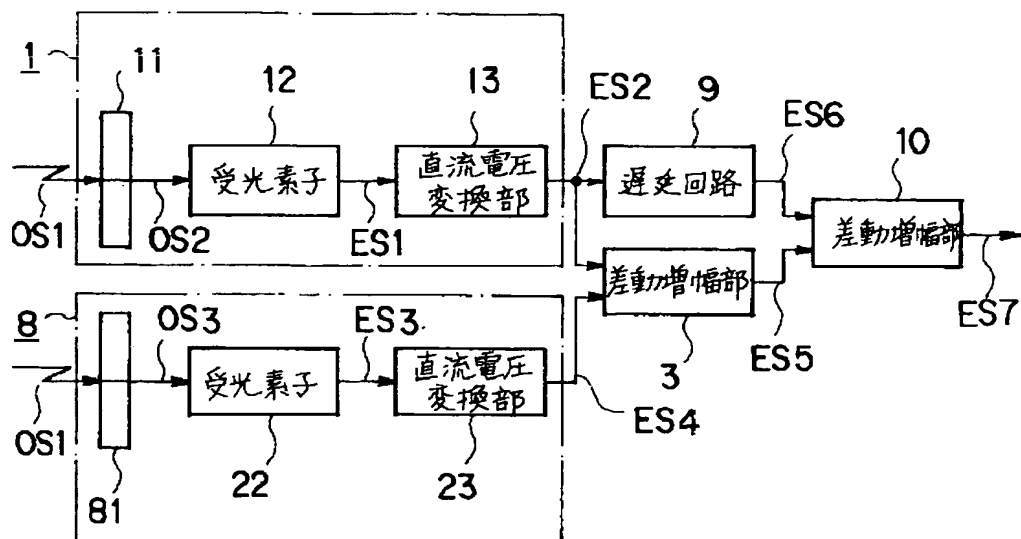 1
11
12
13
ES2
9
ES6
10
受光素子
直流電圧
変換部
遅延回路
差動増幅部
OS1
OS2
ES1
ES7
差動増幅部
3
ES5
8
OS3
ES3
受光素子
直流電圧
変換部
ES4
OS1
81
22
23